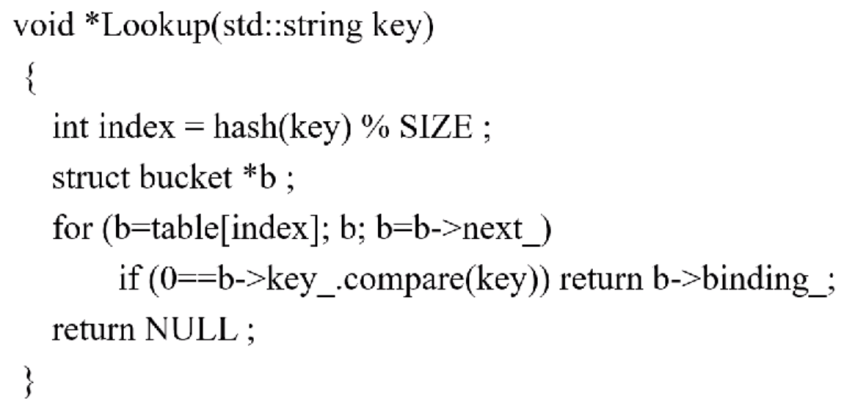 void *Lookup(std::string key)
{
int index = hash(key) % SIZE ;
struct bucket *b ;
for (b=table[index]; b; b=b->next_)
if (0==b->key_.compare(key)) return b->binding_;
return NULL ;
}